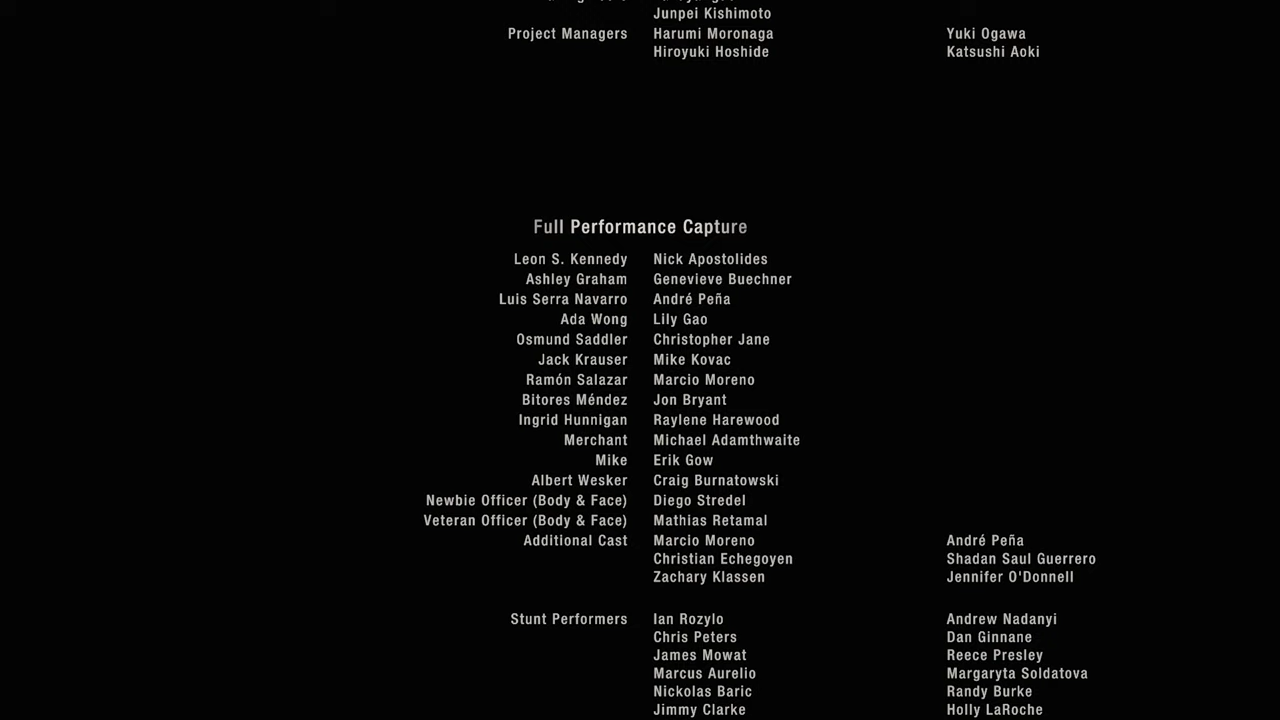 Junpei Kishimoto
Project Managers Harumi Moronaga Yuki Ogawa
Hiroyuki Hoshide Katsushi Aoki
Full Performance Capture
Leon S. Kennedy Nick Apostolides
Ashley Graham Genevieve Buechner
Luis Serra Navarro André Peña
Ada Wong Lily Gao
Osmund Saddler Christopher Jane
Jack Krauser Mike Kovac
Ramón Salazar Marcio Moreno
Bitores Méndez Jon Bryant
Ingrid Hunnigan Raylene Harewood
Merchant Michael Adamthwaite
Mike Erik Gow
Albert Wesker Craig Burnatowski
Newbie Officer (Body & Face) Diego Stredel
Veteran Officer (Body & Face) Mathias Retamal
Additional Cast Marcio Moreno André Peña
Christian Echegoyen Shadan Saul Guerrero
Zachary Klassen Jennifer O'Donnell
Stunt Performers Ian Rozylo Andrew Nadanyi
Chris Peters Dan Ginnane
James Mowat Reece Presley
Marcus Aurelio Margaryta Soldatova
Nickolas Baric Randy Burke
Jimmy Clarke Holly LaRoche